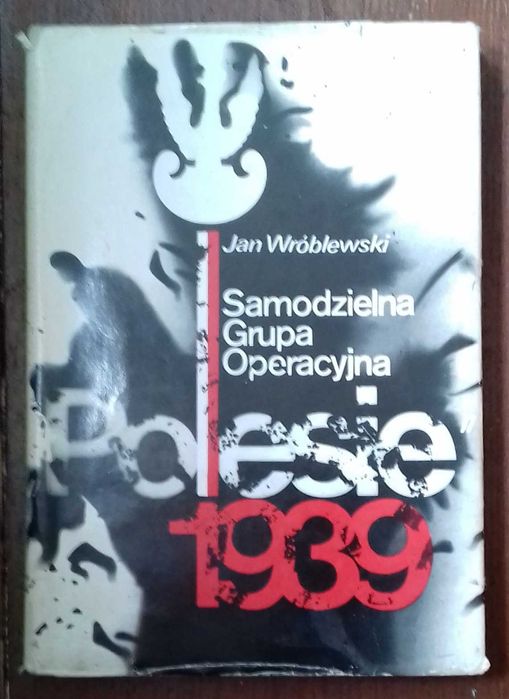 Jan Wróblewski
Samodzielna
Grupa
Operacyjna
Polesie
1939